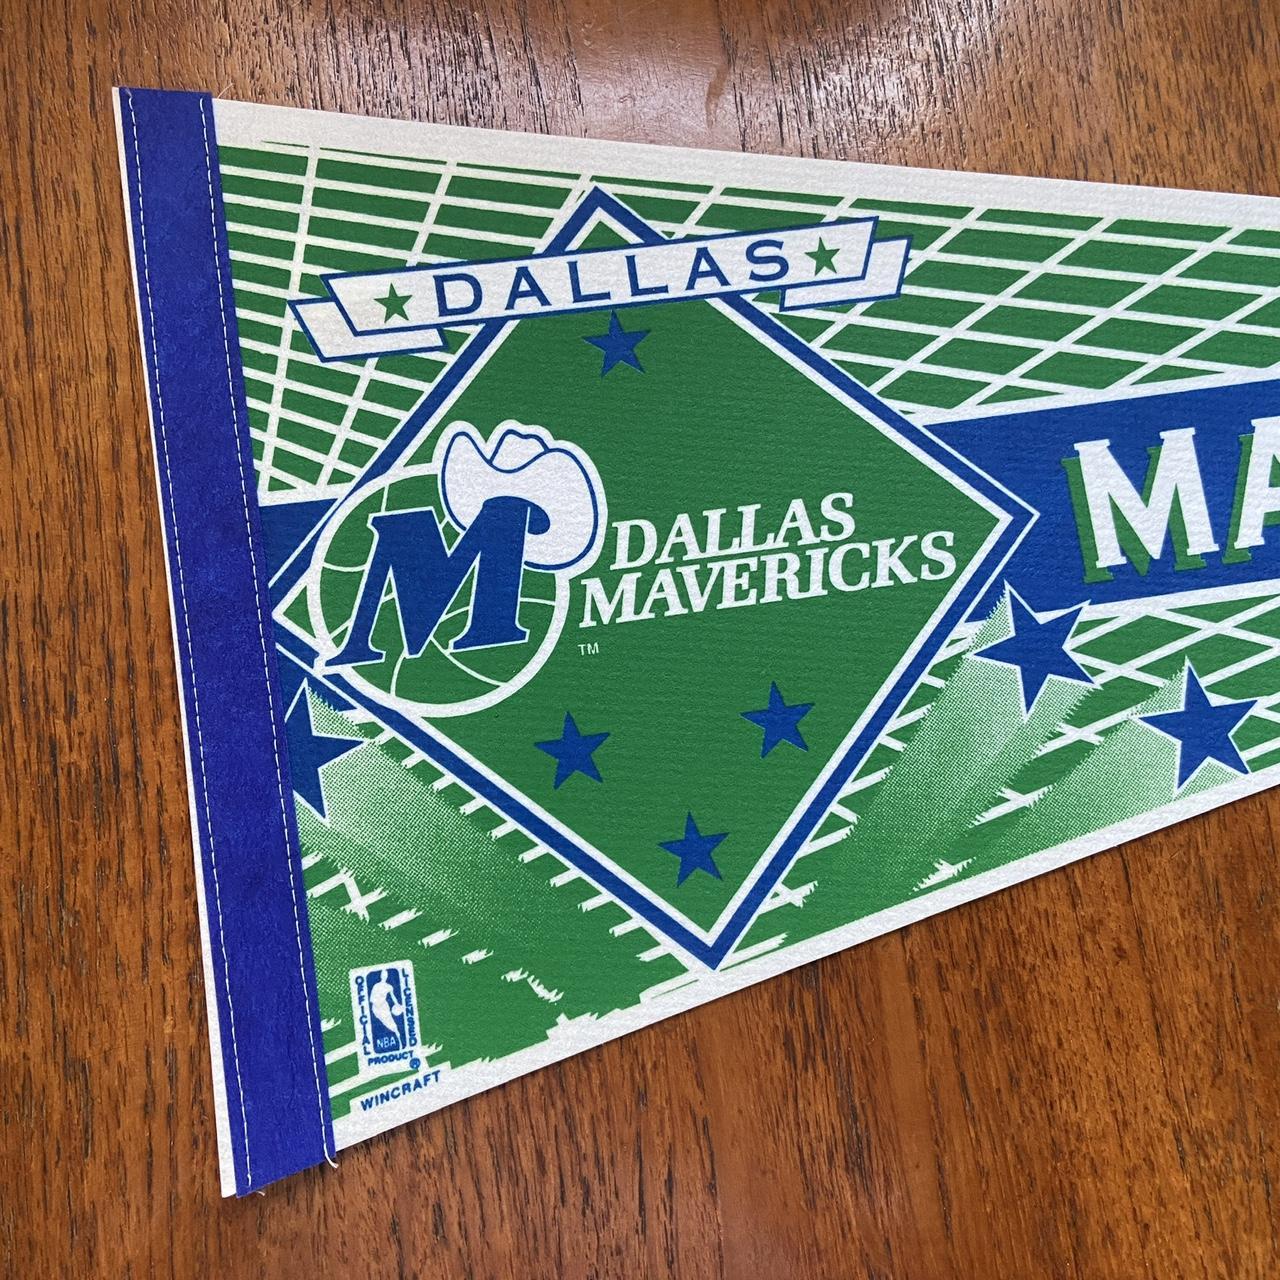 DALLAS
M
DALLAS
MAVERICKS
TM
MA
OFFICIAL
LICENSED
NBA
PRODUCT ®
WINCRAFT